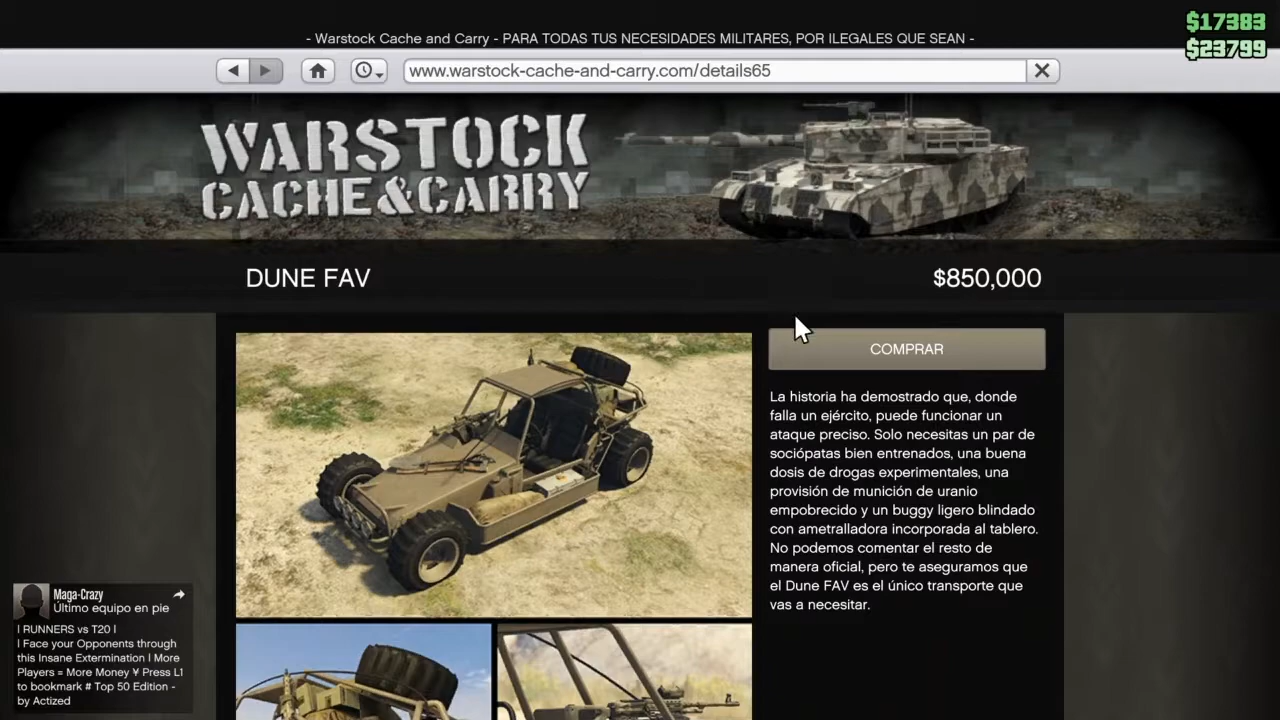 $17383
$23799
- Warstock Cache and Carry - PARA TODAS TUS NECESIDADES MILITARES, POR ILEGALES QUE SEAN -
www.warstock-cache-and-carry.com/details65
WARSTOCK
CACHE&CARRY
DUNE FAV
$850,000
COMPRAR
La historia ha demostrado que, donde
falla un ejército, puede funcionar un
ataque preciso. Solo necesitas un par de
sociópatas bien entrenados, una buena
dosis de drogas experimentales, una
provisión de munición de uranio
empobrecido y un buggy ligero blindado
con ametralladora incorporada al tablero.
No podemos comentar el resto de
manera oficial, pero te aseguramos que
el Dune FAV es el único transporte que
vas a necesitar.
Maga-Crazy
Último equipo en pie
| RUNNERS vs T20 |
| Face your Opponents through
this Insane Extermination | More
Players = More Money ¥ Press L1
to bookmark # Top 50 Edition -
by Actized